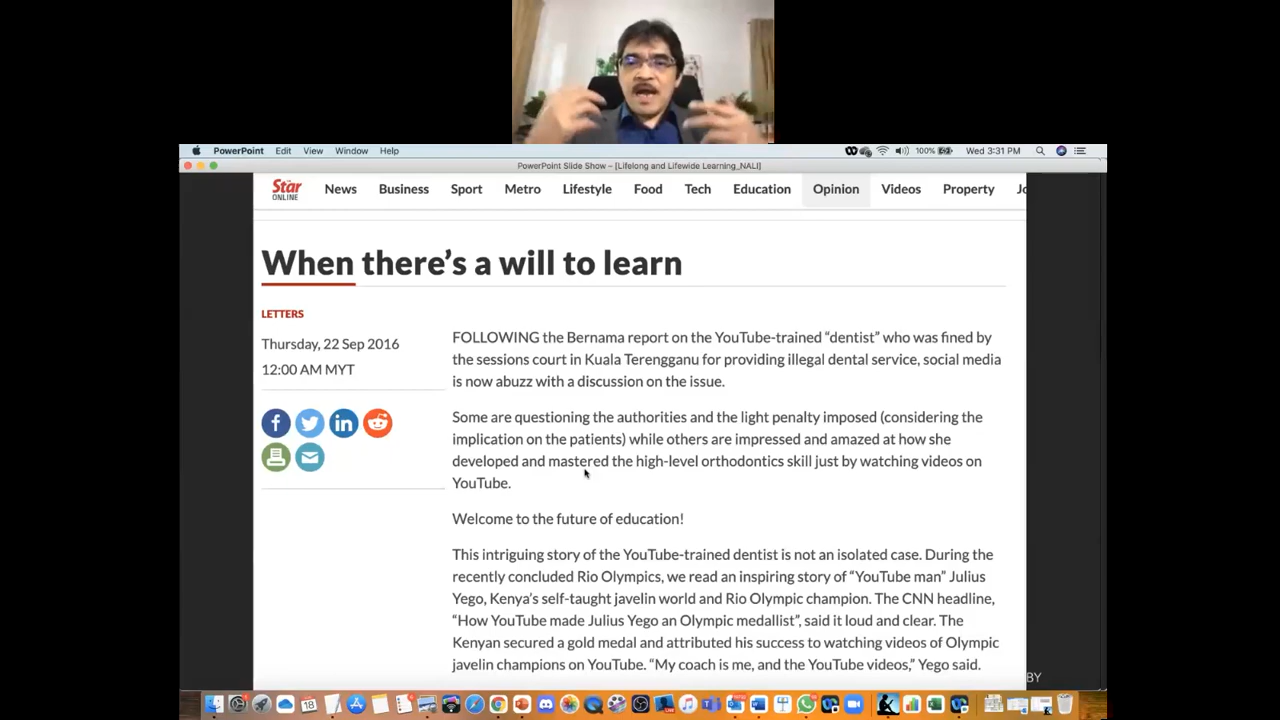 PowerPoint Edit View Window Help 100% Wed 3:31 PM
PowerPoint Slide Show – [Lifelong and Lifewide Learning_NALI]
The Star ONLINE News Business Sport Metro Lifestyle Food Tech Education Opinion Videos Property Jo
When there's a will to learn
LETTERS
Thursday, 22 Sep 2016
12:00 AM MYT
FOLLOWING the Bernama report on the YouTube-trained “dentist” who was fined by
the sessions court in Kuala Terengganu for providing illegal dental service, social media
is now abuzz with a discussion on the issue.
Some are questioning the authorities and the light penalty imposed (considering the
implication on the patients) while others are impressed and amazed at how she
developed and mastered the high-level orthodontics skill just by watching videos on
YouTube.
Welcome to the future of education!
This intriguing story of the YouTube-trained dentist is not an isolated case. During the
recently concluded Rio Olympics, we read an inspiring story of “YouTube man” Julius
Yego, Kenya's self-taught javelin world and Rio Olympic champion. The CNN headline,
“How YouTube made Julius Yego an Olympic medallist”, said it loud and clear. The
Kenyan secured a gold medal and attributed his success to watching videos of Olympic
javelin champions on YouTube. “My coach is me, and the YouTube videos,” Yego said.
BY